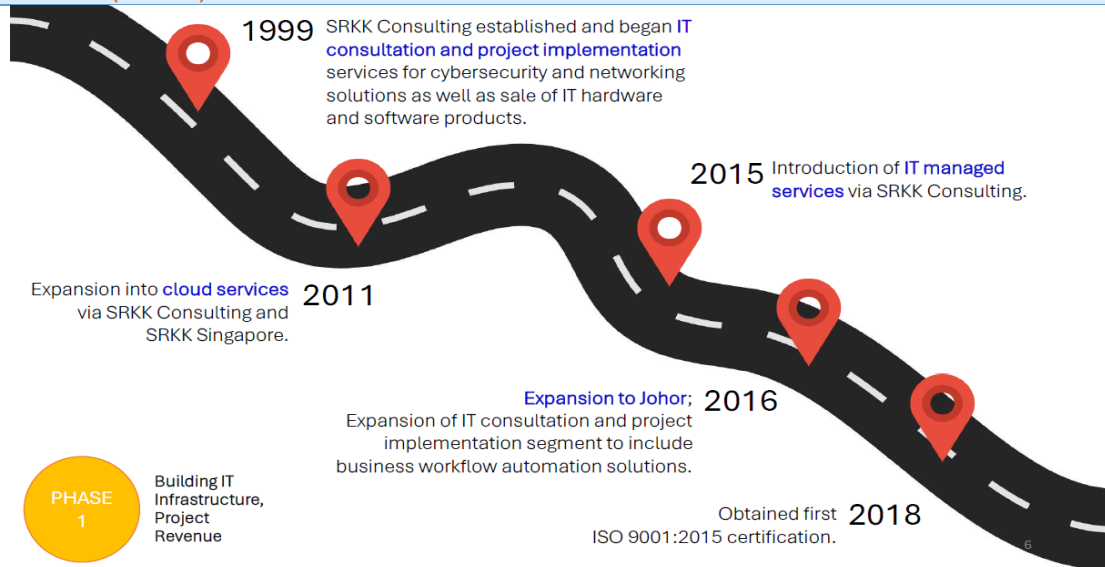 1999
SRKK Consulting established and began IT
consultation and project implementation
services for cybersecurity and networking
solutions as well as sale of IT hardware
and software products.
2015
Introduction of IT managed
services via SRKK Consulting.
Expansion into cloud services
via SRKK Consulting and
SRKK Singapore.
2011
Expansion to Johor;
Expansion of IT consultation and project
implementation segment to include
business workflow automation solutions.
2016
PHASE
1
Building IT
Infrastructure,
Project
Revenue
Obtained first
ISO 9001:2015 certification.
2018
6